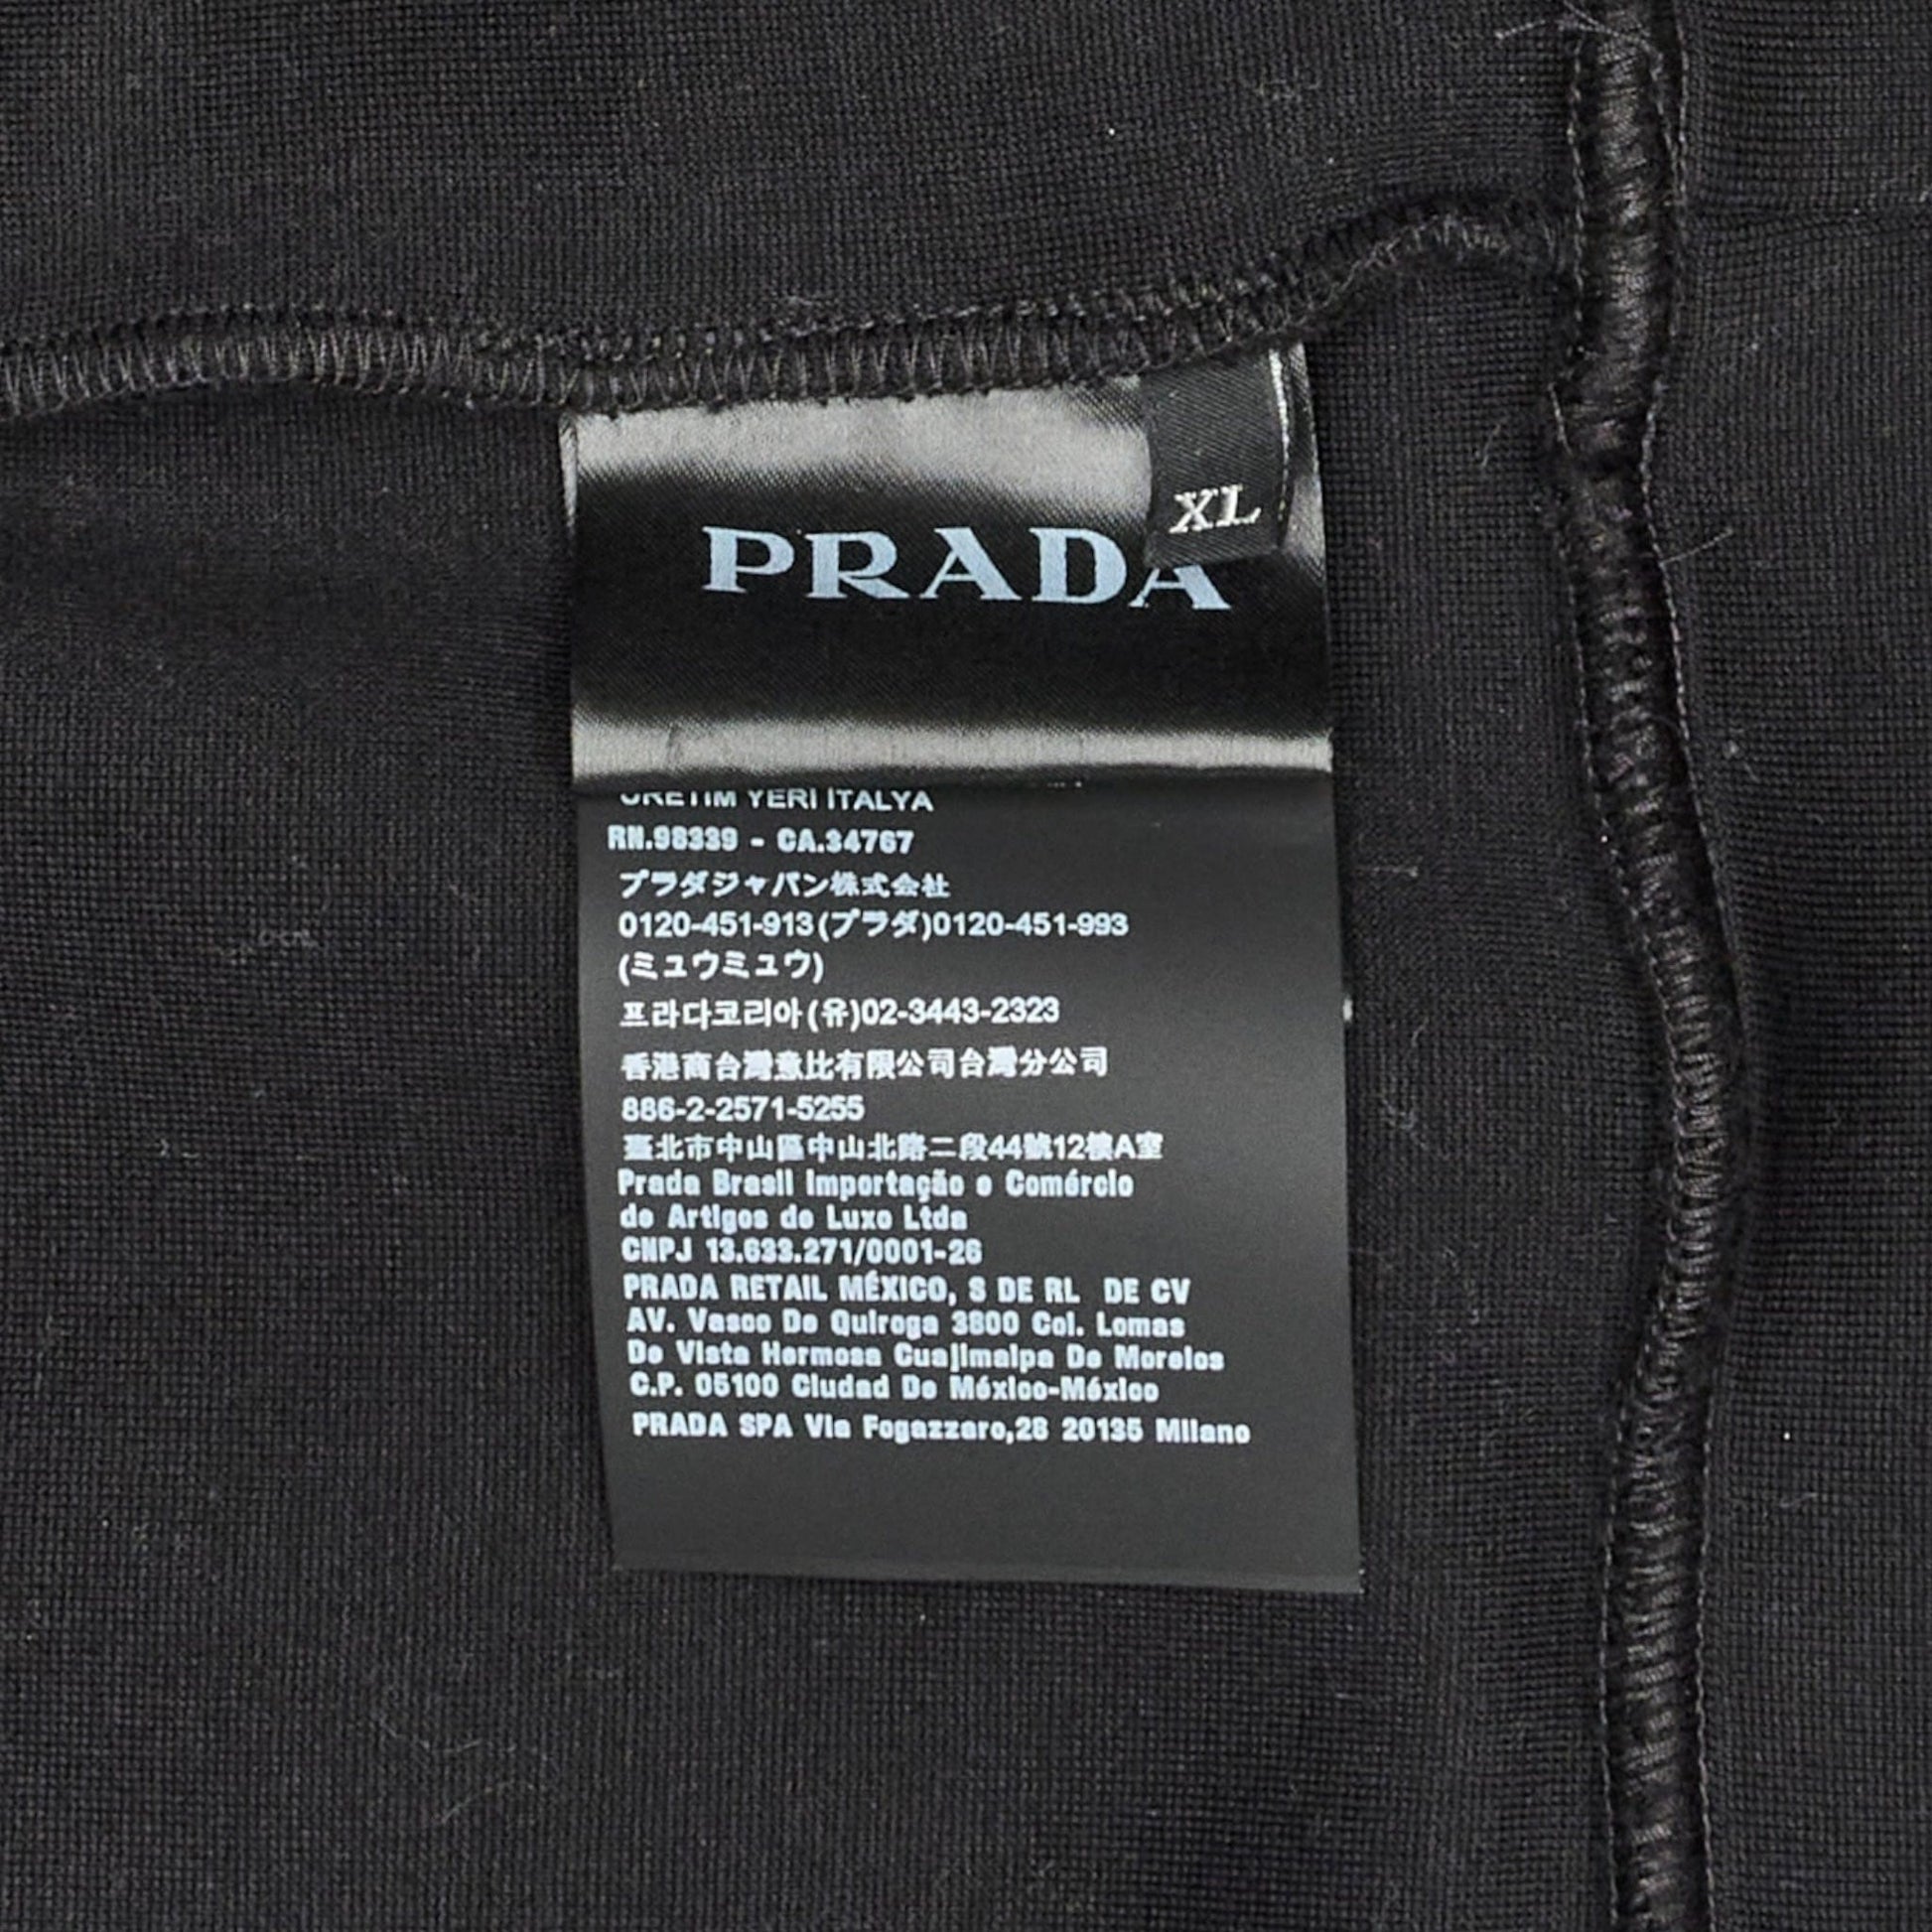 XL
PRADA
ÜRETİM YERİ İTALYA
RN.98339 - CA.34767
プラダジャパン株式会社
0120-451-913(プラダ)0120-451-993
(ミュウミュウ)
프라다코리아(유)02-3443-2323
香港商台灣意比有限公司台灣分公司
886-2-2571-5255
臺北市中山區中山北路二段44號12樓A室
Prada Brasil Importação e Comércio
de Artigos de Luxo Ltda
CNPJ 13.633.271/0001-26
PRADA RETAIL MÉXICO, S DE RL DE CV
AV. Vasco De Quiroga 3800 Col. Lomas
De Vista Hermosa Cuajimalpa De Morelos
C.P. 05100 Ciudad De México-México
PRADA SPA Via Fogazzaro,28 20135 Milano